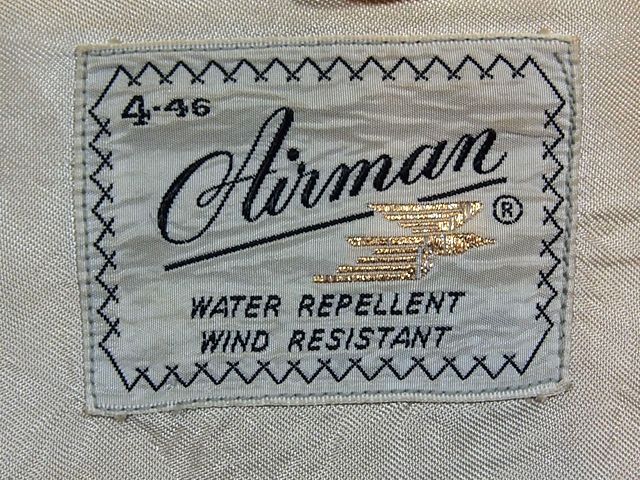 4-46
Airman ®
WATER REPELLENT
WIND RESISTANT